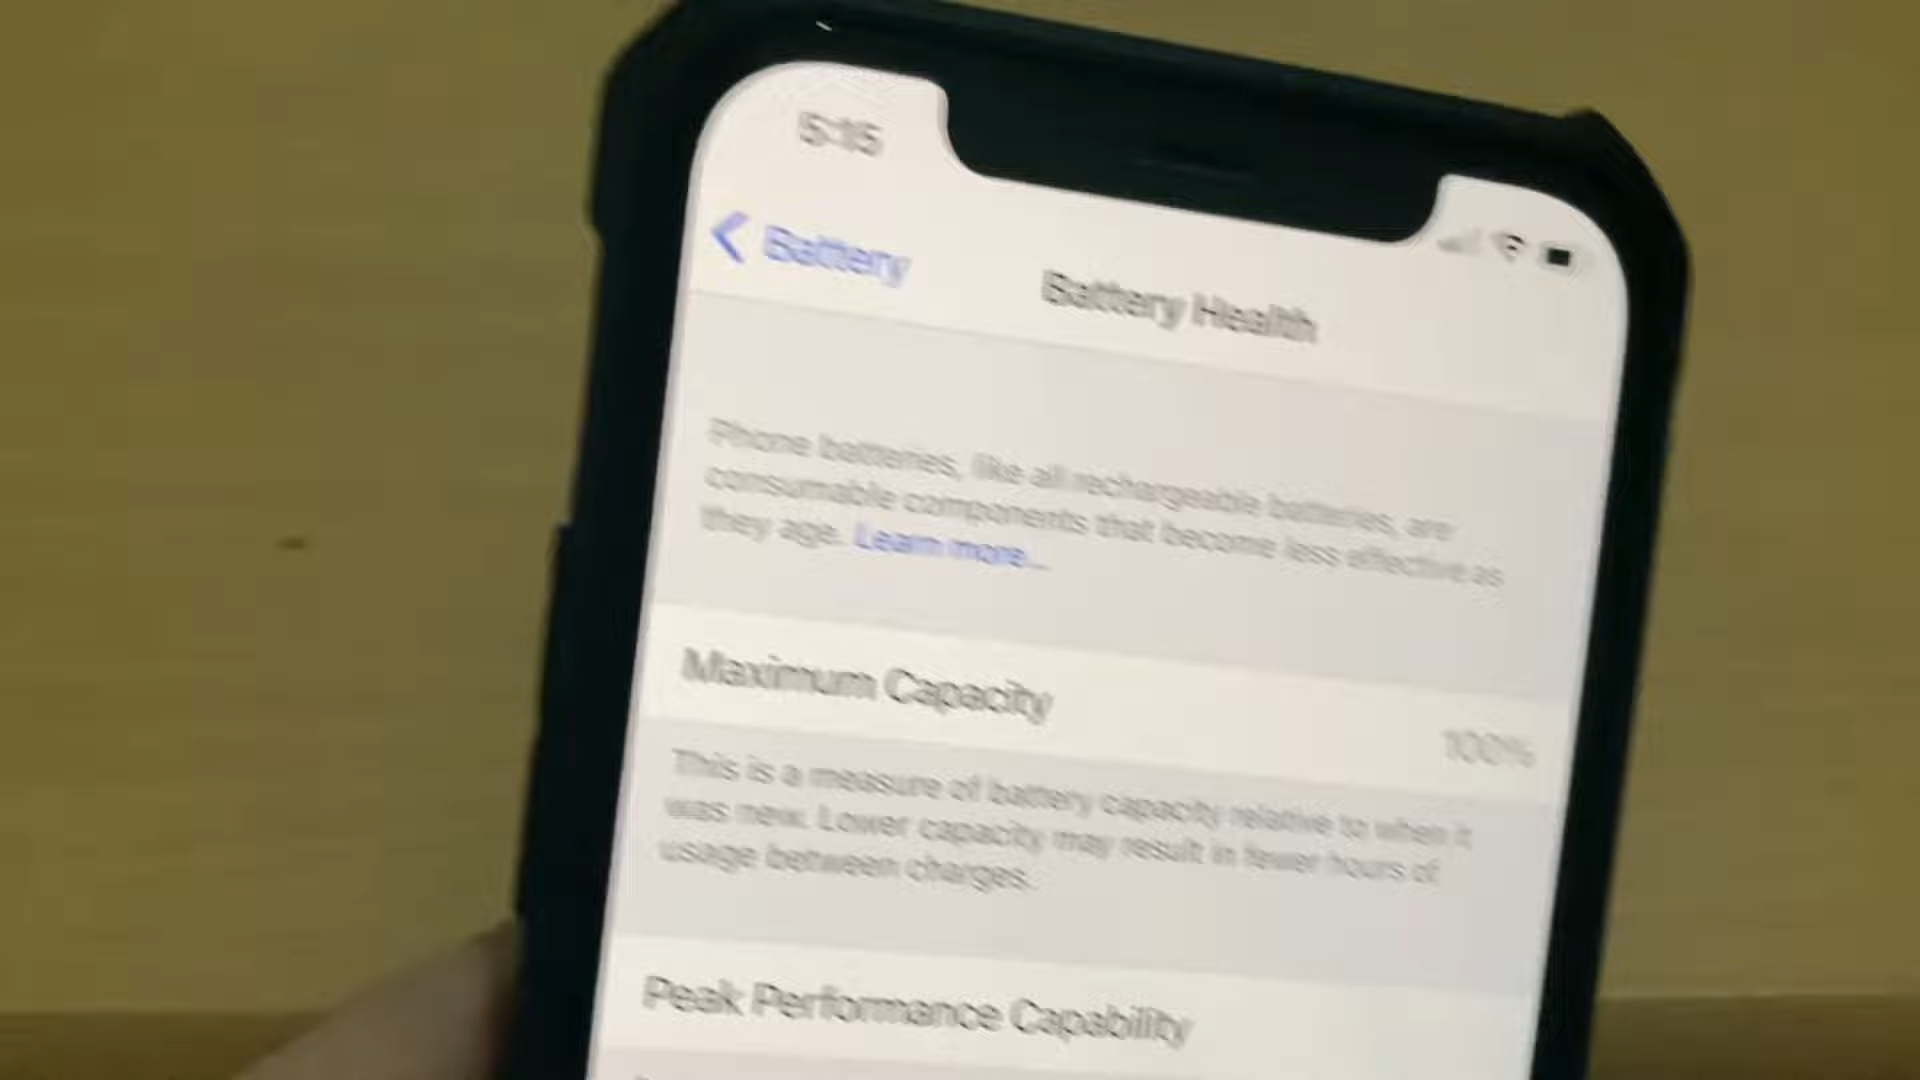 5:15
Battery
Battery Health
Phone batteries, like all rechargeable batteries, are
consumable components that become less effective as
they age. Learn more...
Maximum Capacity
100%
This is a measure of battery capacity relative to when it
was new. Lower capacity may result in fewer hours of
usage between charges.
Peak Performance Capability